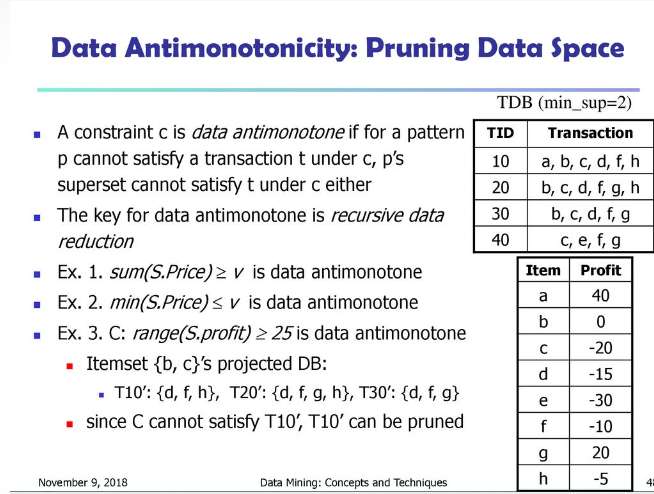 Data Antimonotonicity: Pruning Data Space
TDB (min_sup=2)
A constraint c is data antimonotone if for a pattern
p cannot satisfy a transaction t under c, p's
superset cannot satisfy t under c either
The key for data antimonotone is recursive data
reduction
Ex. 1. sum(S.Price) ≥ v is data antimonotone
Ex. 2. min(S.Price) ≤ v is data antimonotone
Ex. 3. C: range(S.profit) ≥ 25 is data antimonotone
Itemset {b, c}'s projected DB:
T10': {d, f, h}, T20': {d, f, g, h}, T30': {d, f, g}
since C cannot satisfy T10', T10' can be pruned
TID Transaction
10 a, b, c, d, f, h
20 b, c, d, f, g, h
30 b, c, d, f, g
40 c, e, f, g
Item Profit
a 40
b 0
c -20
d -15
e -30
f -10
g 20
h -5
November 9, 2018 Data Mining: Concepts and Techniques